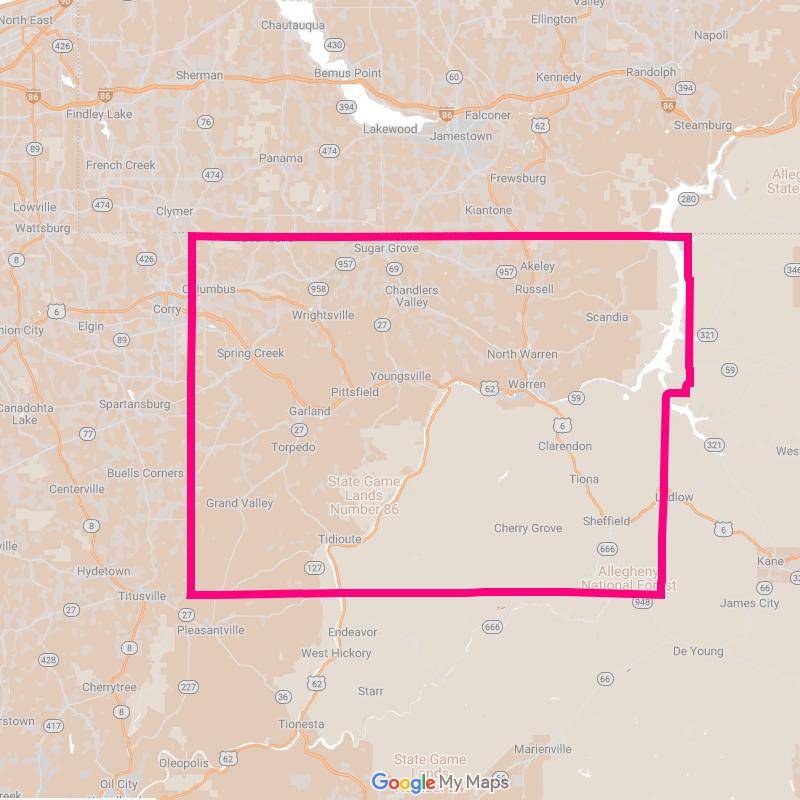 90
North East
426
Chautauqua
430
Ellington
Valley
Napoli
Sherman
Bemus Point
60
Kennedy
Randolph
394
86
86
86
86
Findley Lake
394
Falconer
Steamburg
76
Lakewood
Jamestown
62
89
474
French Creek
Panama
474
Frewsburg
Alleg
State
Lowville
474
Clymer
Kiantone
280
Wattsburg
Sugar Grove
8
426
957
69
957
Akeley
346
Columbus
958
Chandlers
Valley
Russell
6
Corry
Wrightsville
Scandia
nion City
Elgin
89
27
321
Spring Creek
North Warren
59
Youngsville
62
Warren
Pittsfield
59
Canadohta
Lake
Spartansburg
Garland
27
6
77
Torpedo
Clarendon
321
West
Buells Corners
State Game
Lands
Number 86
Tiona
Centerville
Grand Valley
Ludlow
8
Cherry Grove
Sheffield
6
ville
Tidioute
666
Kane
Hydetown
127
Allegheny
National Forest
32
66
Titusville
948
James City
27
27
Pleasantville
Endeavor
666
8
West Hickory
De Young
428
Cherrytree
227
62
66
36
Starr
8
rstown
417
Tionesta
Marienville
Oleopolis
62
State Game
Lands
Oil City
66
Google My Maps